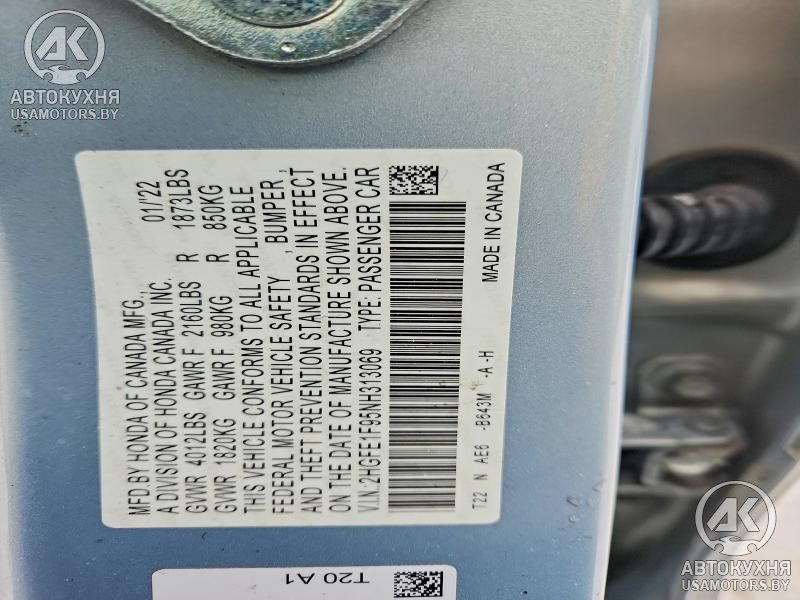 MFD.BY HONDA OF CANADA MFG., 01/'22
A DIVISION OF HONDA CANADA INC.
GVWR 4012LBS GAWR F 2160LBS R 1873LBS
GVWR 1820KG GAWR F 980KG R 850KG
THIS VEHICLE CONFORMS TO ALL APPLICABLE
FEDERAL MOTOR VEHICLE SAFETY , BUMPER ,
AND THEFT PREVENTION STANDARDS IN EFFECT
ON THE DATE OF MANUFACTURE SHOWN ABOVE.
V.I.N.:2HGFE1F95NH313069 TYPE: PASSENGER CAR
T22 N AE6 -B643M -A -H MADE IN CANADA
T20 A1
AK
АВТОКУХНЯ
USAMOTORS.BY
AK
АВТОКУХНЯ
USAMOTORS.BY